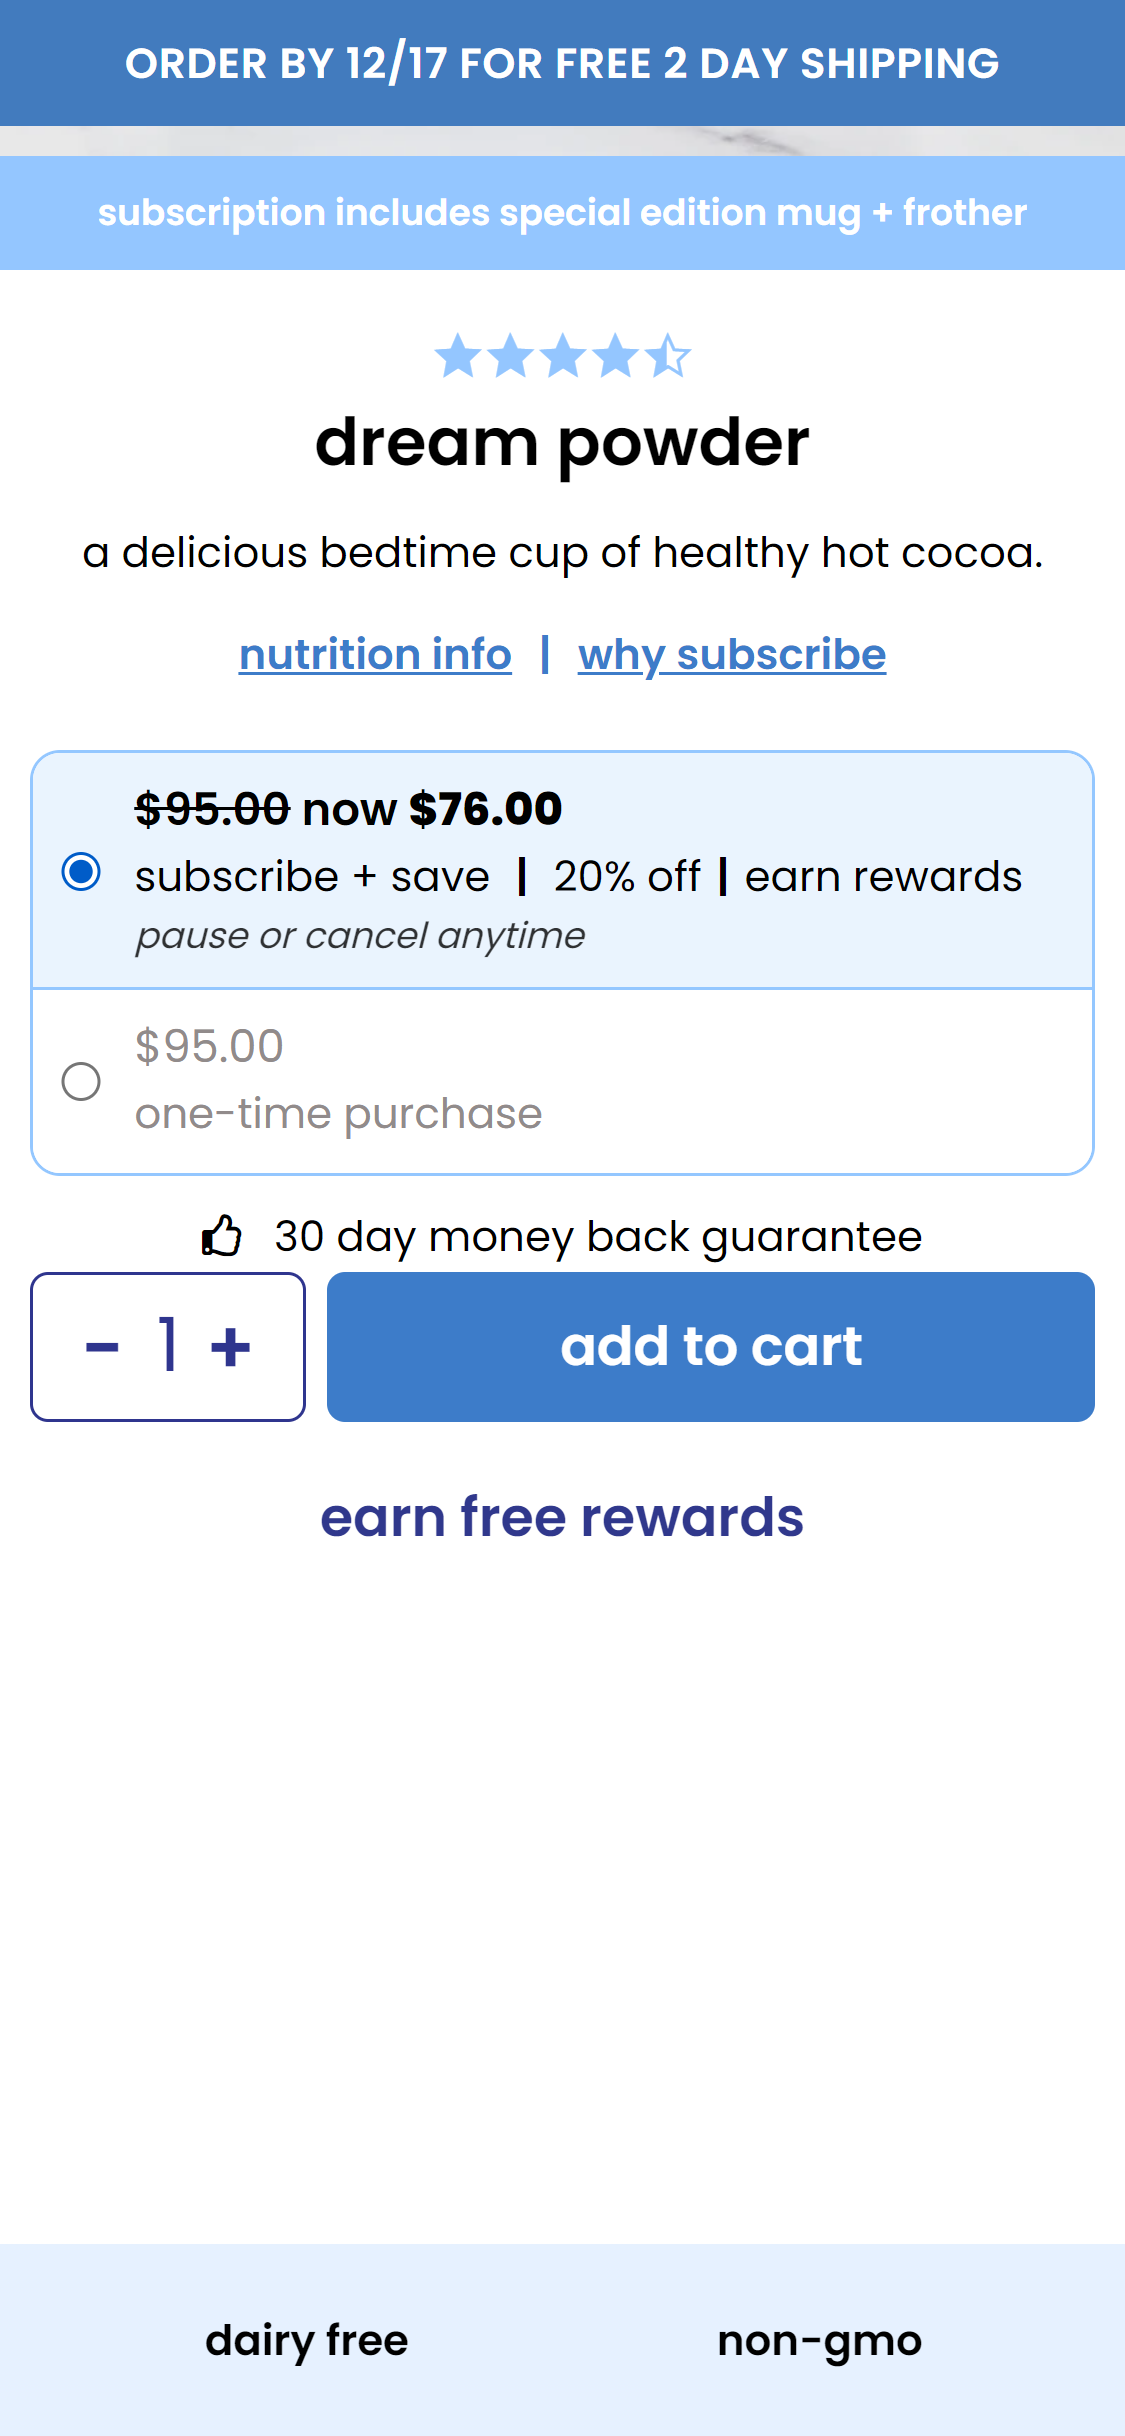 ORDER BY 12/17 FOR FREE 2 DAY SHIPPING
subscription includes special edition mug + frother
dream powder
a delicious bedtime cup of healthy hot cocoa.
nutrition info | why subscribe
$95.00 now $76.00
subscribe + save | 20% off | earn rewards
pause or cancel anytime
$95.00
one-time purchase
30 day money back guarantee
- 1 + add to cart
earn free rewards
dairy free non-gmo